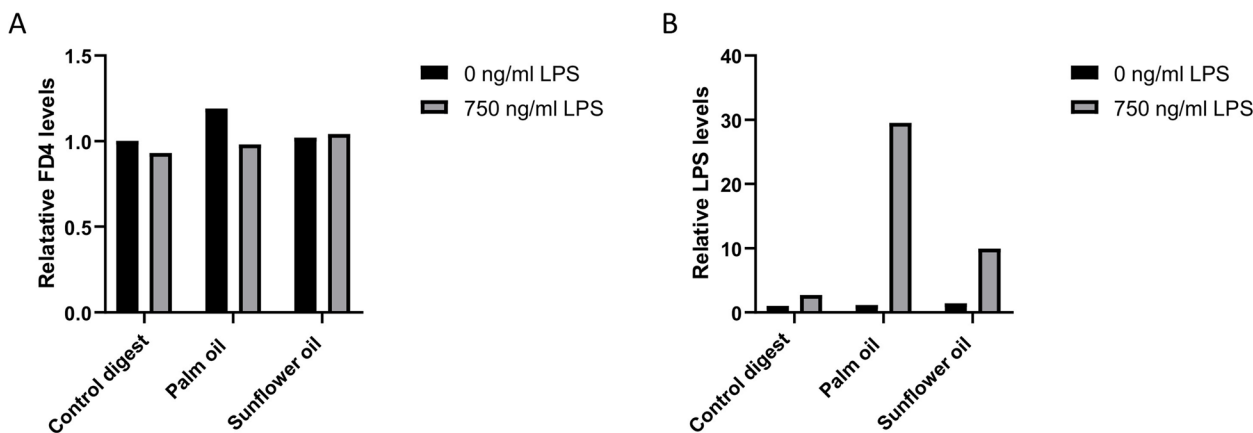 A
Relatative FD4 levels
1.5
1.0
0.5
0.0
Control digest
Palm oil
Sunflower oil
0 ng/ml LPS
750 ng/ml LPS
B
Relative LPS levels
40
30
20
10
0
Control digest
Palm oil
Sunflower oil
0 ng/ml LPS
750 ng/ml LPS